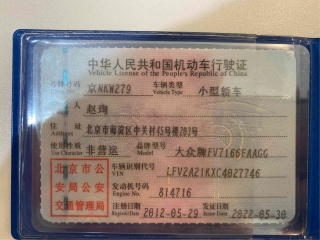 中华人民共和国机动车行驶证
Vehicle License of the People's Republic of China
号牌号码 京NKW279 车辆类型 小型轿车
Vehicle Type
赵珣
住 址 北京市海淀区中关村45号楼203号
Address
使用性质 非营运 大众牌FV7166FAAGG
Use Character
北京市公安局公安交通管理局
车辆识别代号 LFV2A21KXC4027746
VIN
发动机号码 814716
Engine No.
注册日期 2012-05-29 发证日期 2022-05-30
Register Date Issue Date